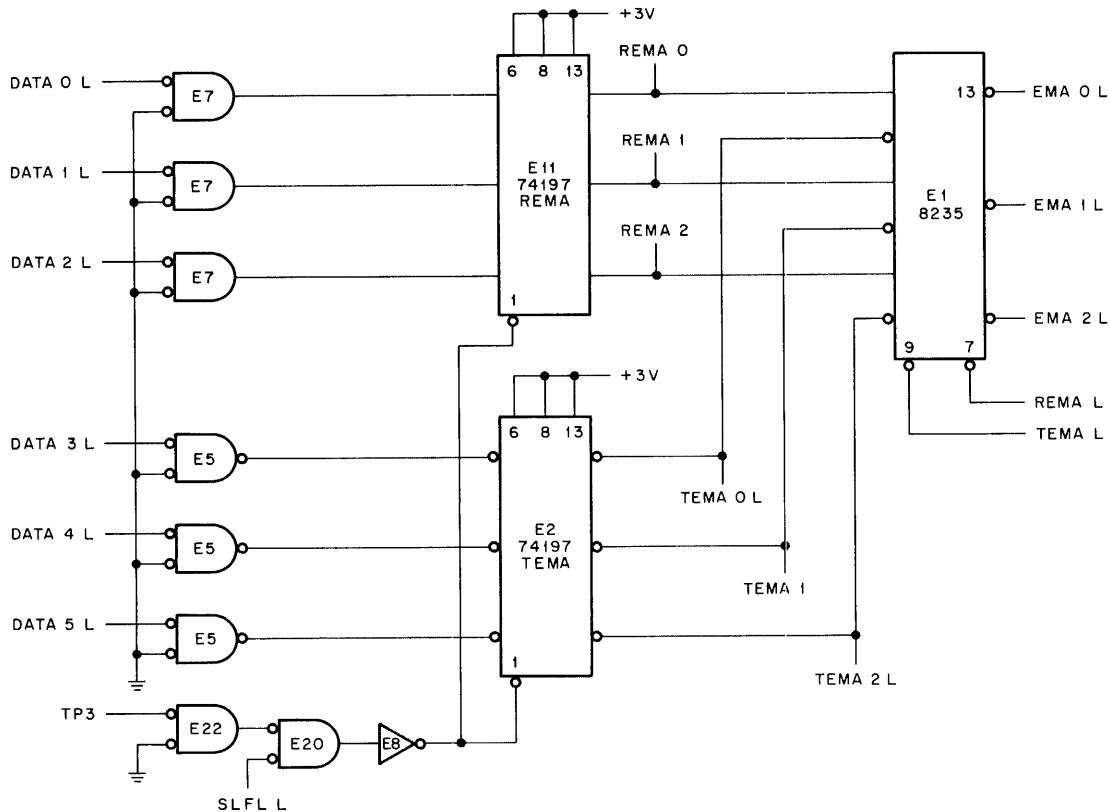 +3V
REMA 0
6 8 13
DATA 0 L
E7
13
EMA 0 L
REMA 1
DATA 1 L
E7
E11
74197
REMA
E1
8235
EMA 1 L
REMA 2
DATA 2 L
E7
1
EMA 2 L
9 7
+3V
REMA L
TEMA L
6 8 13
DATA 3 L
E5
TEMA 0 L
DATA 4 L
E5
E2
74197
TEMA
TEMA 1
DATA 5 L
E5
1
TEMA 2 L
TP3
E22
E20
E8
SLFL L